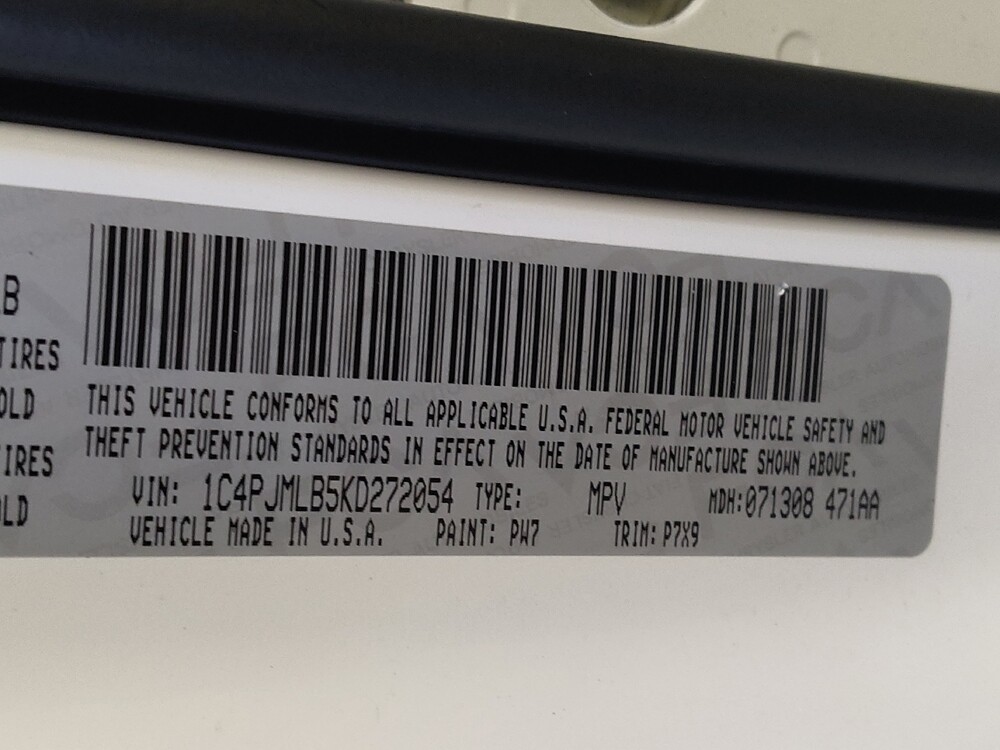 B
TIRES
OLD
TIRES
OLD
THIS VEHICLE CONFORMS TO ALL APPLICABLE U.S.A. FEDERAL MOTOR VEHICLE SAFETY AND
THEFT PREVENTION STANDARDS IN EFFECT ON THE DATE OF MANUFACTURE SHOWN ABOVE.
VIN: 1C4PJMLB5KD272054 TYPE: MPV MDH:071308 471AA
VEHICLE MADE IN U.S.A. PAINT: PW7 TRIM: P7X9